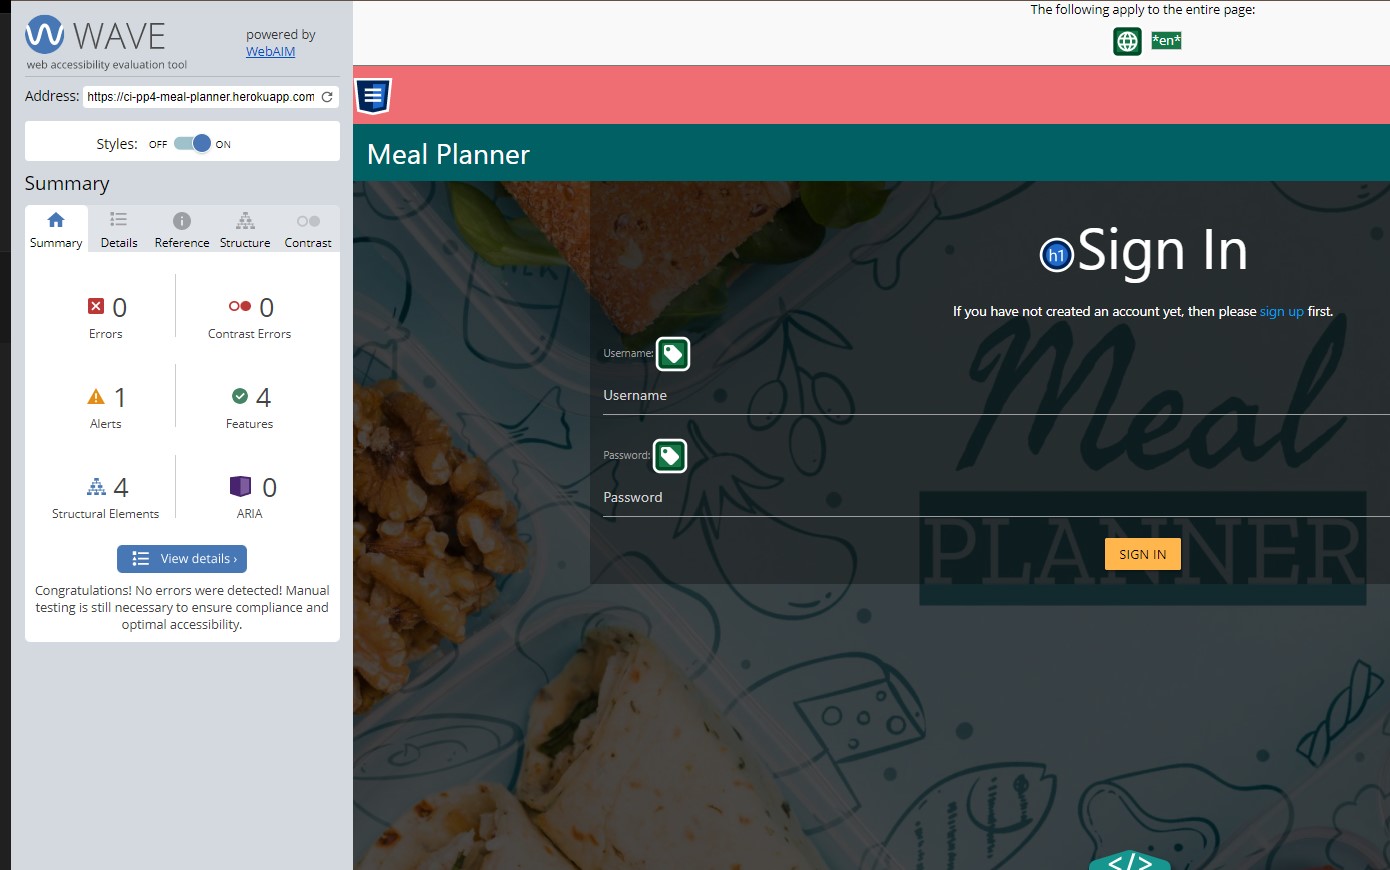 The following apply to the entire page:
*en*
WAVE
powered by
WebAIM
web accessibility evaluation tool
Address: https://ci-pp4-meal-planner.herokuapp.com
Styles: OFF ON
Summary
Summary Details Reference Structure Contrast
0 0
Errors Contrast Errors
1 4
Alerts Features
4 0
Structural Elements ARIA
View details ›
Congratulations! No errors were detected! Manual
testing is still necessary to ensure compliance and
optimal accessibility.
Meal Planner
h1 Sign In
If you have not created an account yet, then please sign up first.
Username:
Username
Password:
Password
SIGN IN
Meal
PLANNER
MILK
</>